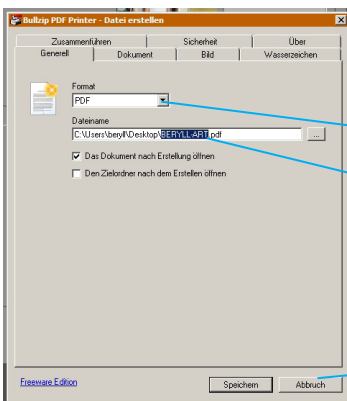 Bullzip PDF Printer - Datei erstellen
Zusammenführen Sicherheit Über
Generell Dokument Bild Wasserzeichen
Format
PDF
Dateiname
C:\Users\beryll\Desktop\BERYLL-ART.pdf ...
Das Dokument nach Erstellung öffnen
Den Zielordner nach dem Erstellen öffnen
Freeware Edition Speichern Abbruch